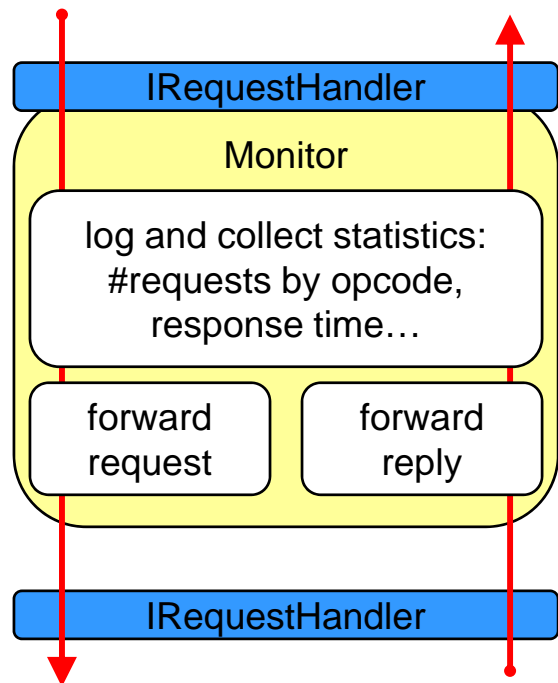 IRequestHandler
Monitor
log and collect statistics:
#requests by opcode,
response time…
forward
request
forward
reply
IRequestHandler